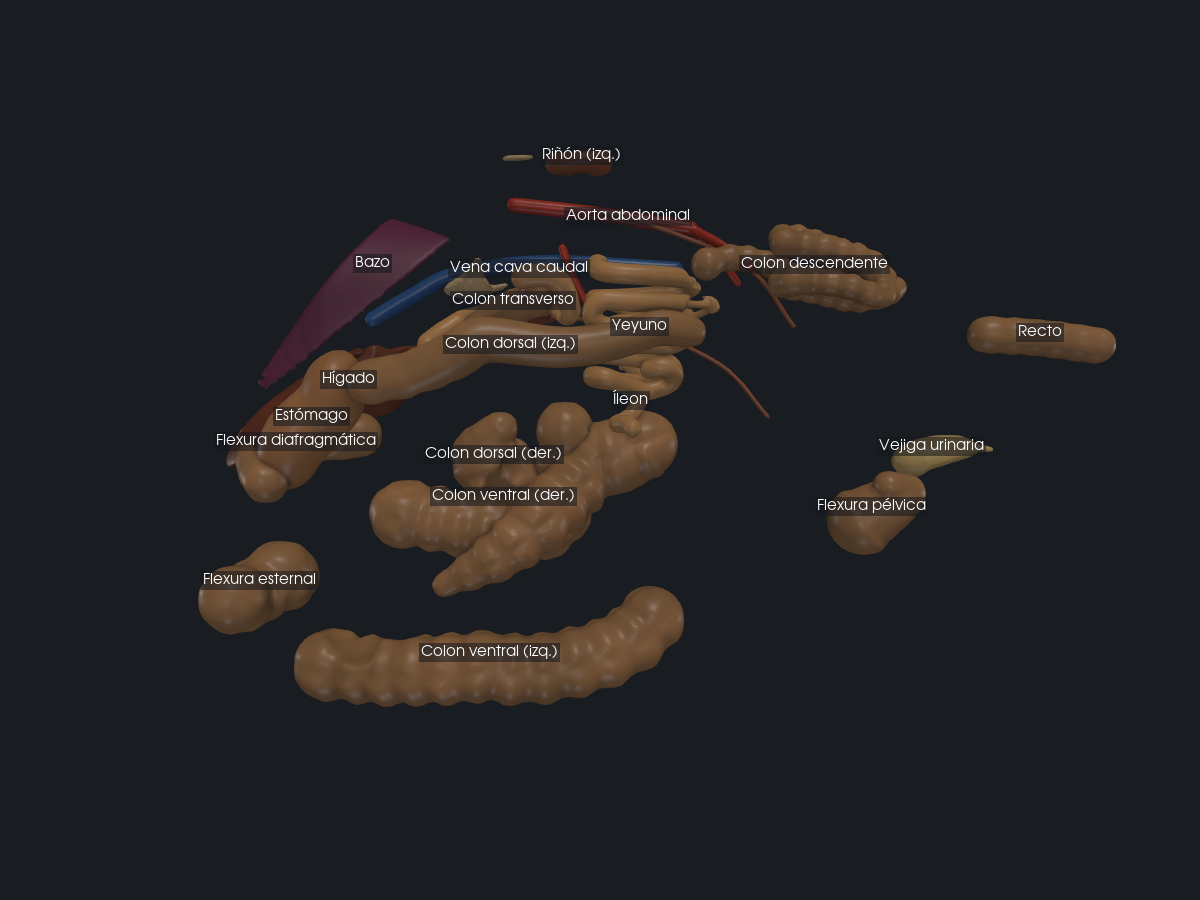 Riñón (izq.)
Aorta abdominal
Bazo
Vena cava caudal
Colon descendente
Colon transverso
Yeyuno
Recto
Colon dorsal (izq.)
Hígado
Íleon
Estómago
Flexura diafragmática
Vejiga urinaria
Colon dorsal (der.)
Colon ventral (der.)
Flexura pélvica
Flexura esternal
Colon ventral (izq.)